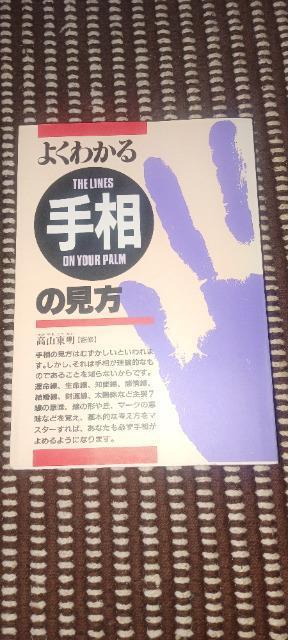 よくわかる
THE LINES
手相
ON YOUR PALM
の見方
高山東明[監修]
手相の見方はむずかしいといわれま
す。しかし、それは手相が理論的なも
のであることを知らないからです。
運命線、生命線、知能線、感情線、
結婚線、財運線、太陽線など主要7
線の意味、線の形や丘、マークの意
味などを覚え、基本的な考え方をマ
スターすれば、あなたも必ず手相が
よめるようになります。